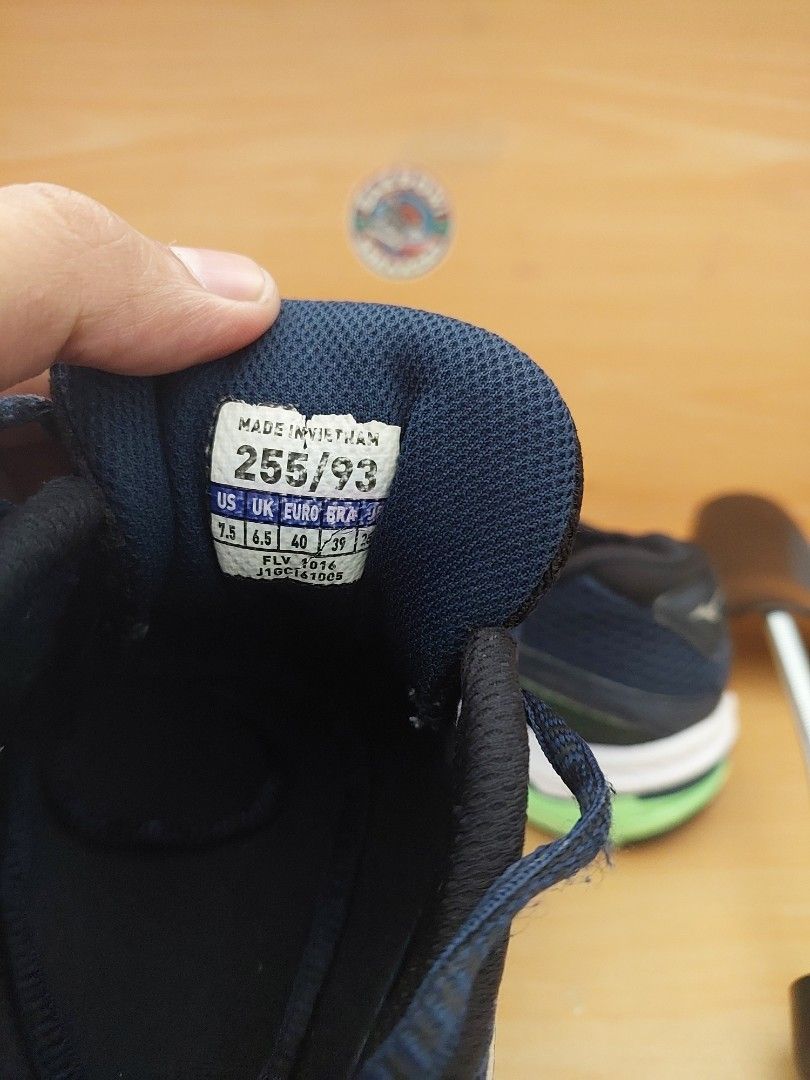 MADE IN VIETNAM
255/93
US UK EURO BRA
7.5 6.5 40 39
FLV 1016
J1GC161005